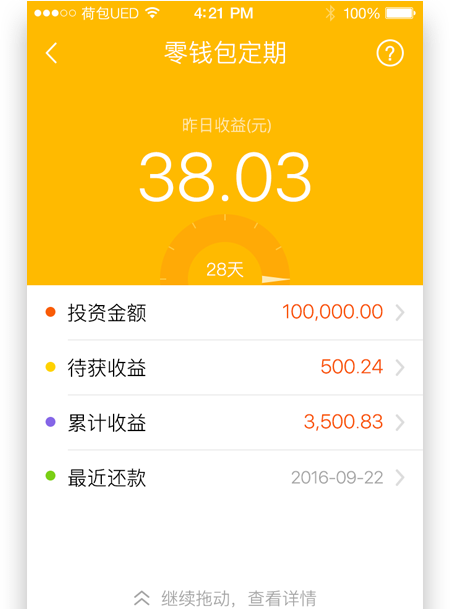 荷包UED 4:21 PM 100%
零钱包定期 ?
昨日收益(元)
38.03
28天
投资金额 100,000.00
待获收益 500.24
累计收益 3,500.83
最近还款 2016-09-22
继续拖动，查看详情